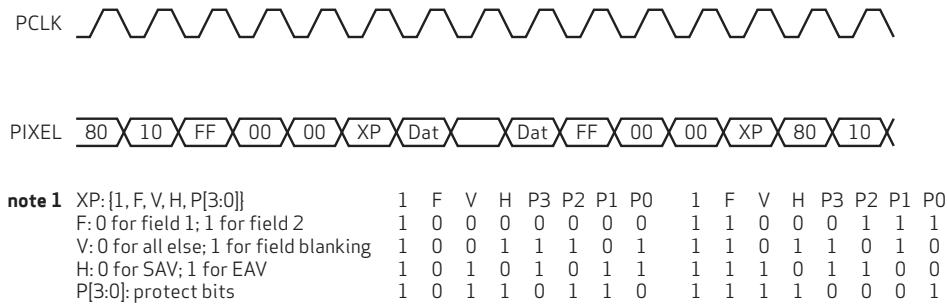 PCLK
PIXEL 80 10 FF 00 00 XP Dat Dat FF 00 00 XP 80 10
note 1 XP: {1, F, V, H, P[3:0]} 1 F V H P3 P2 P1 P0 1 F V H P3 P2 P1 P0
F: 0 for field 1; 1 for field 2 1 0 0 0 0 0 0 0 1 1 0 0 0 1 1 1
V: 0 for all else; 1 for field blanking 1 0 0 1 1 1 0 1 1 1 0 1 1 0 1 0
H: 0 for SAV; 1 for EAV 1 0 1 0 1 0 1 1 1 1 1 0 1 1 0 0
P[3:0]: protect bits 1 0 1 1 0 1 1 0 1 1 1 1 0 0 0 1